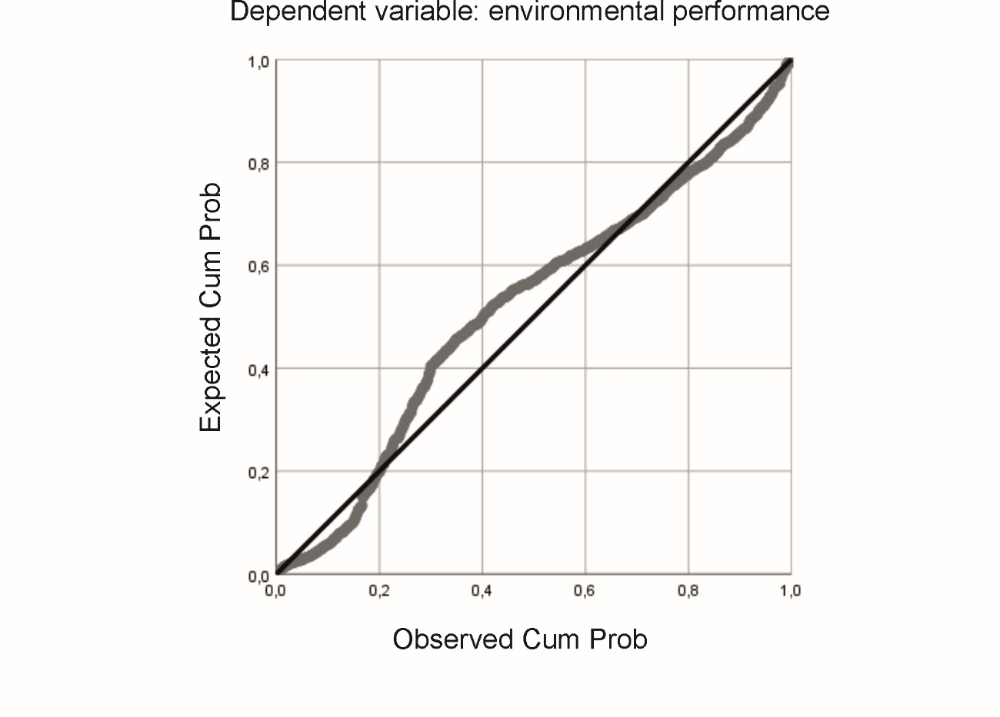 Dependent variable: environmental performance
Expected Cum Prob
1,0
0,8
0,6
0,4
0,2
0,0
0,0 0,2 0,4 0,6 0,8 1,0
Observed Cum Prob